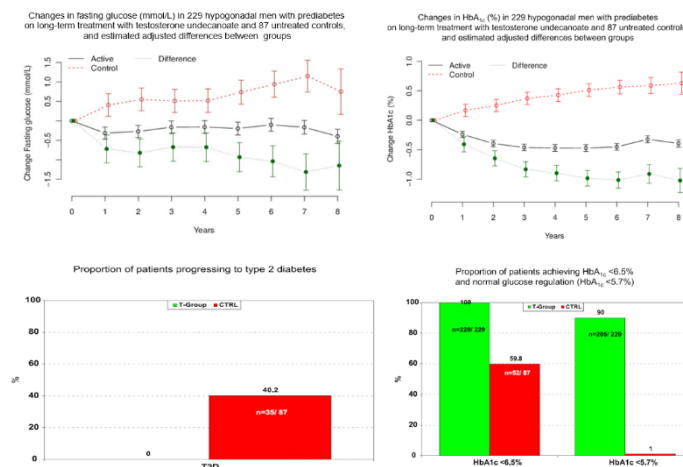 Changes in fasting glucose (mmol/L) in 229 hypogonadal men with prediabetes
on long-term treatment with testosterone undecanoate and 87 untreated controls,
and estimated adjusted differences between groups
Active
Control
Difference
Change Fasting glucose (mmol/L)
1.5
1.0
0.5
0.0
−0.5
−1.5
0 1 2 3 4 5 6 7 8
Years
Changes in HbA1c (%) in 229 hypogonadal men with prediabetes
on long-term treatment with testosterone undecanoate and 87 untreated controls
and estimated adjusted differences between groups
Active
Control
Difference
Change HbA1c (%)
1.0
0.5
0.0
−0.5
−1.0
0 1 2 3 4 5 6 7 8
Years
Proportion of patients progressing to type 2 diabetes
T-Group CTRL
%
100
80
60
40
20
0
0
40.2
n=35/ 87
T2D
Proportion of patients achieving HbA1c <6.5%
and normal glucose regulation (HbA1c <5.7%)
T-Group CTRL
%
100
80
60
40
20
0
100
n=229/ 229
59.8
n=52/ 87
90
n=205/ 229
1
HbA1c <6.5%
HbA1c <5.7%